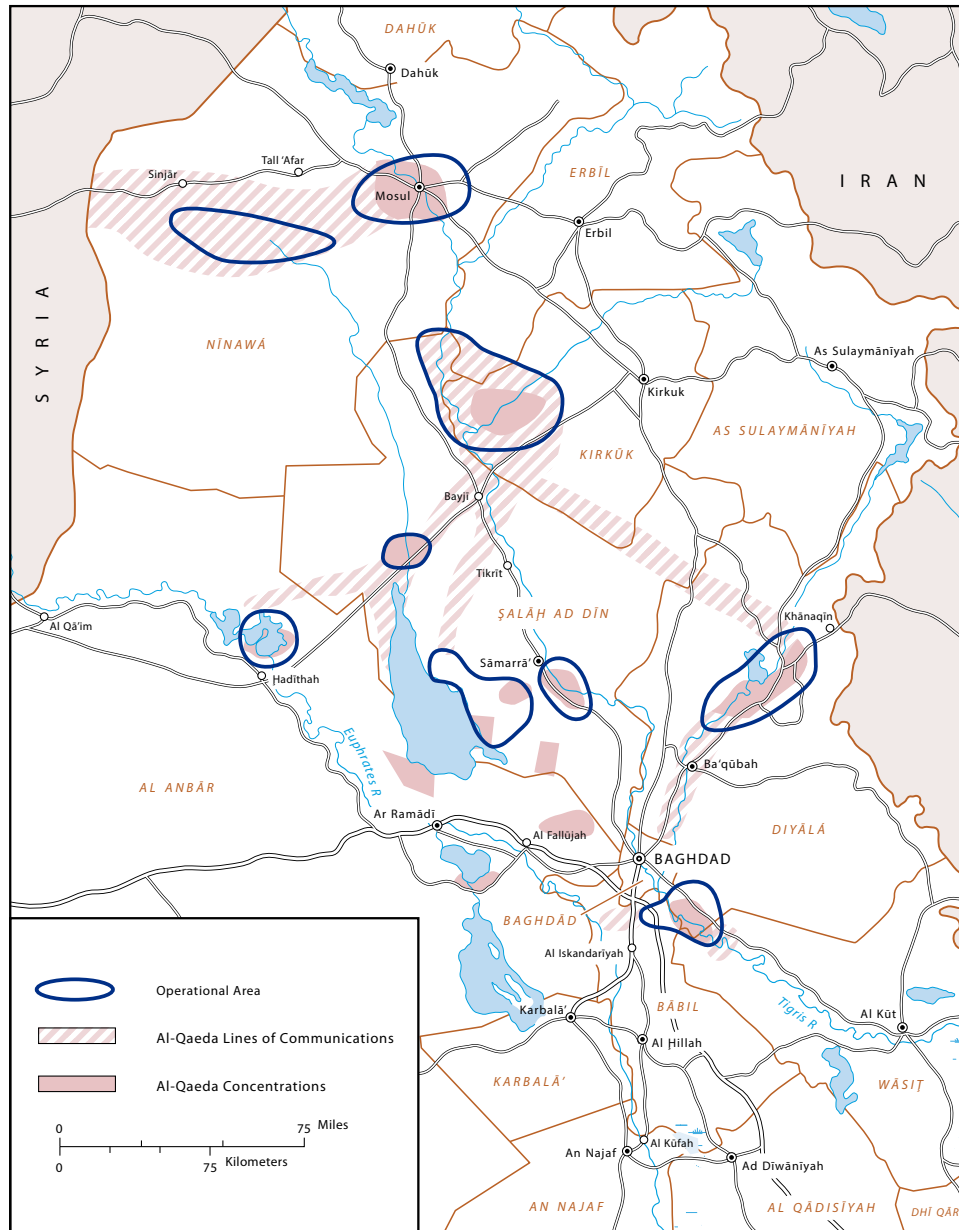 DAHŪK
Dahūk
Tall ‘Afar
Sinjār
Mosul
ERBĪL
IRAN
Erbil
SYRIA
NĪNAWÁ
As Sulaymānīyah
Kirkuk
AS SULAYMĀNĪYAH
KIRKŪK
Bayjī
Tikrīt
ŞALĀḤ AD DĪN
Al Qā’im
Khānaqīn
Sāmarrā’
Ḥadīthah
Euphrates R
Ba‘qūbah
AL ANBĀR
Ar Ramādī
Al Fallūjah
DIYĀLÁ
BAGHDAD
BAGHDĀD
Al Iskandarīyah
Karbalā’
BĀBIL
Tigris R
Al Kūt
Al Ḥillah
KARBALĀ’
WĀSIŢ
An Najaf
Al Kūfah
Ad Dīwānīyah
AN NAJAF
AL QĀDISĪYAH
DHĪ QĀR
Operational Area
Al-Qaeda Lines of Communications
Al-Qaeda Concentrations
0 75 Miles
0 75 Kilometers